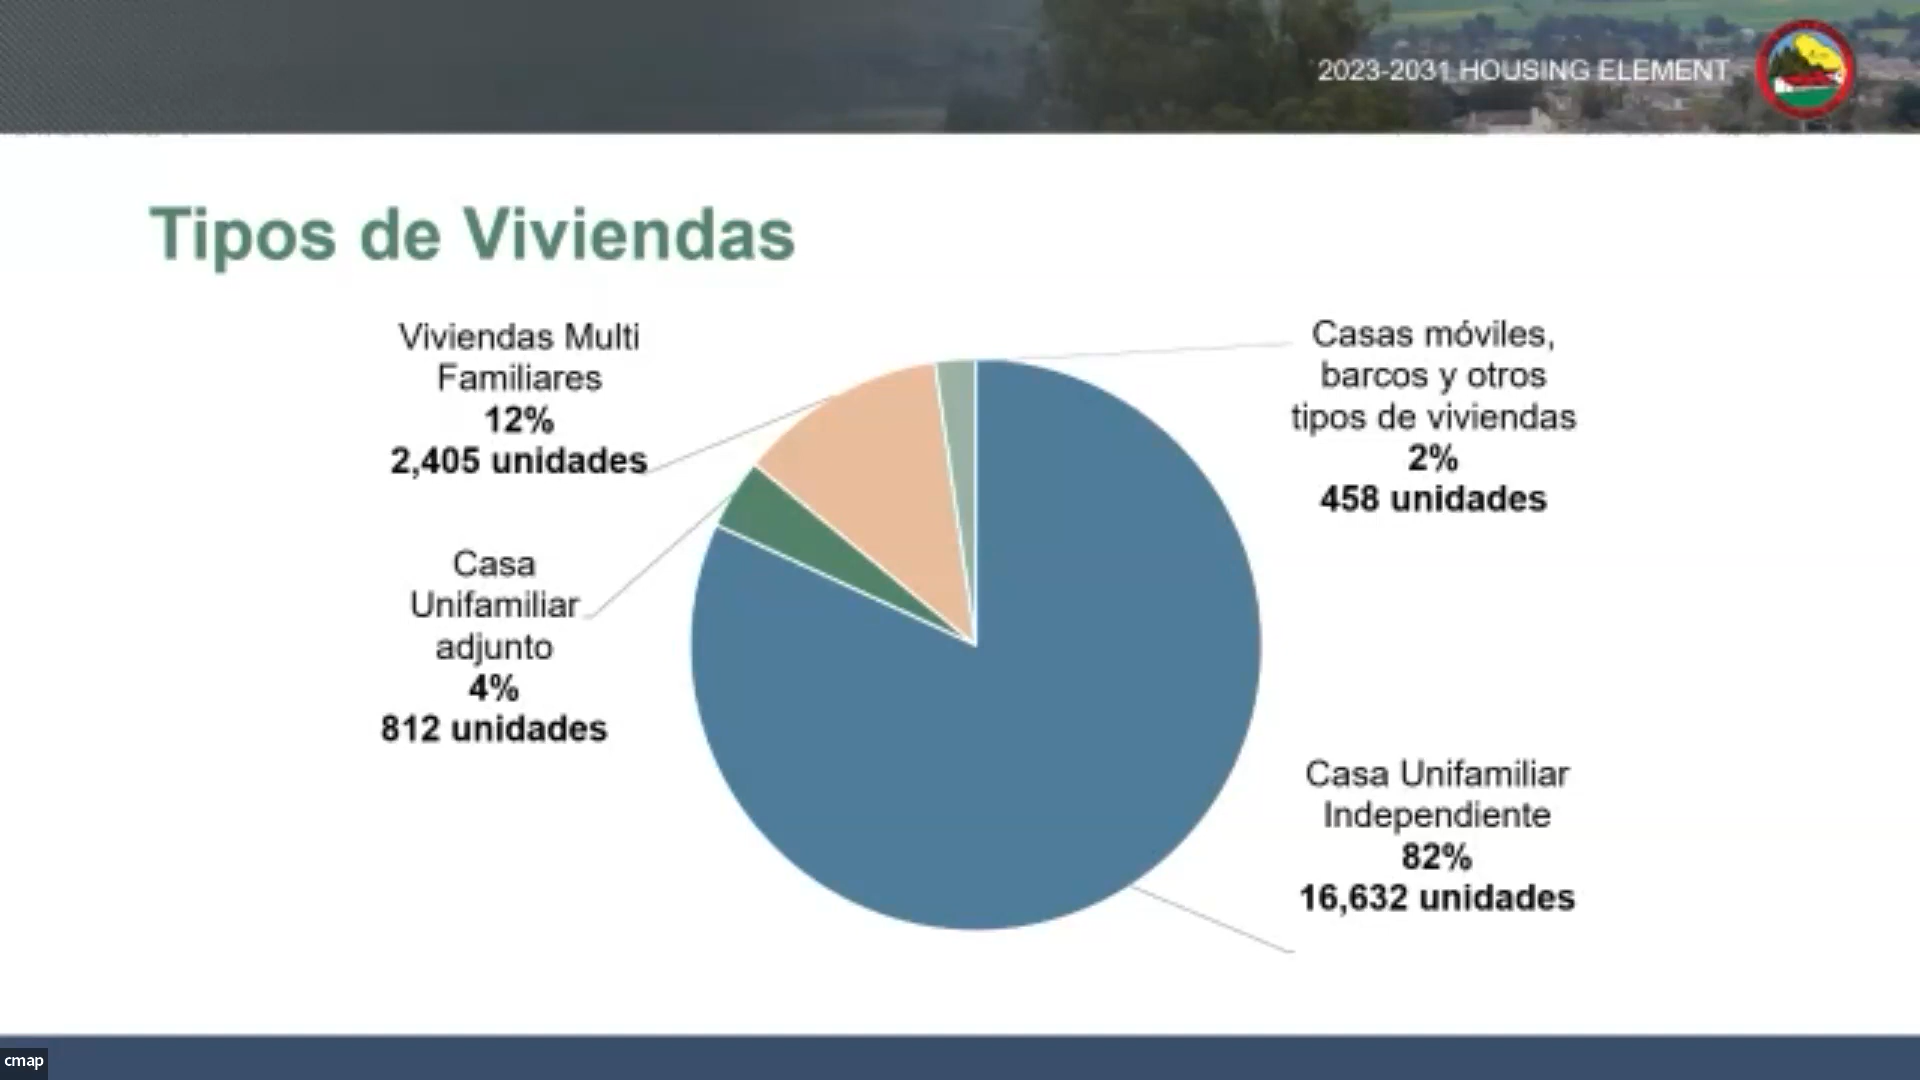 2023-2031 HOUSING ELEMENT
Tipos de Viviendas
Viviendas Multi
Familiares
12%
2,405 unidades
Casas móviles,
barcos y otros
tipos de viviendas
2%
458 unidades
Casa
Unifamiliar
adjunto
4%
812 unidades
Casa Unifamiliar
Independiente
82%
16,632 unidades
cmap